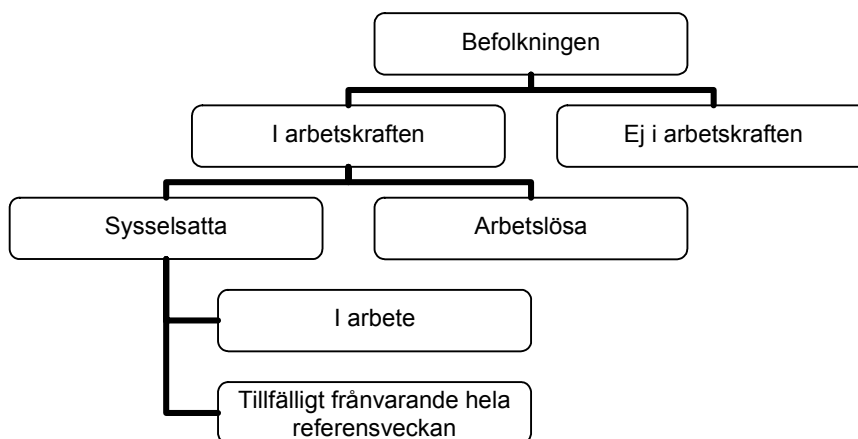 Befolkningen
I arbetskraften
Ej i arbetskraften
Sysselsatta
Arbetslösa
I arbete
Tillfälligt frånvarande hela
referensveckan